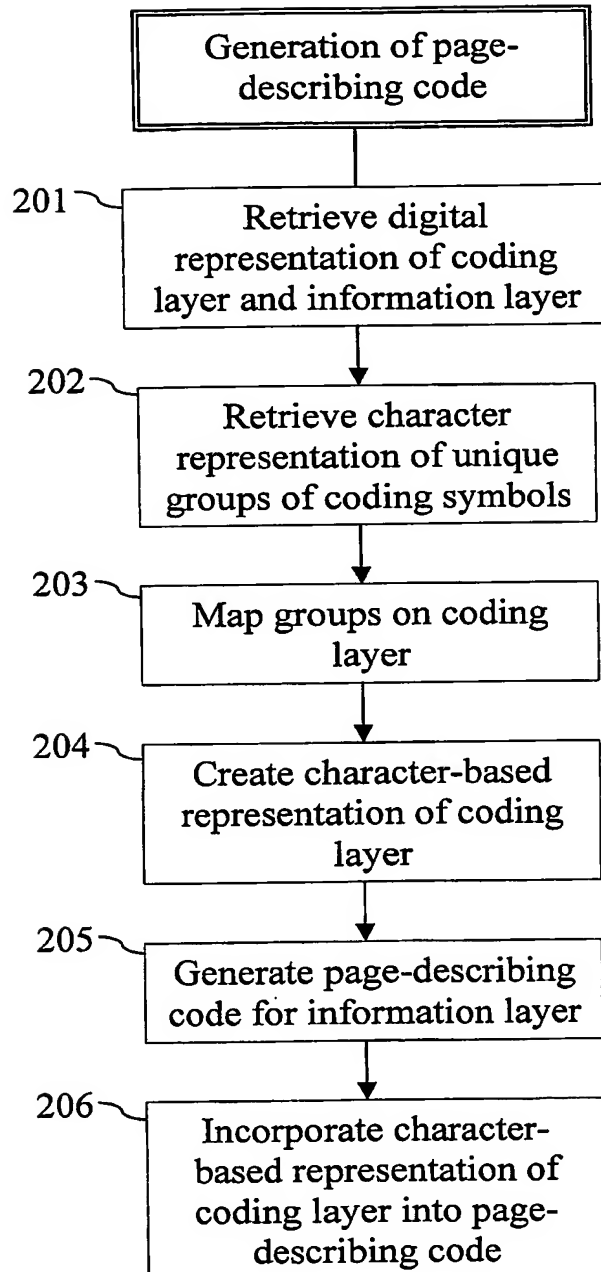 Generation of page-
describing code
201
Retrieve digital
representation of coding
layer and information layer
202
Retrieve character
representation of unique
groups of coding symbols
203
Map groups on coding
layer
204
Create character-based
representation of coding
layer
205
Generate page-describing
code for information layer
206
Incorporate character-
based representation of
coding layer into page-
describing code